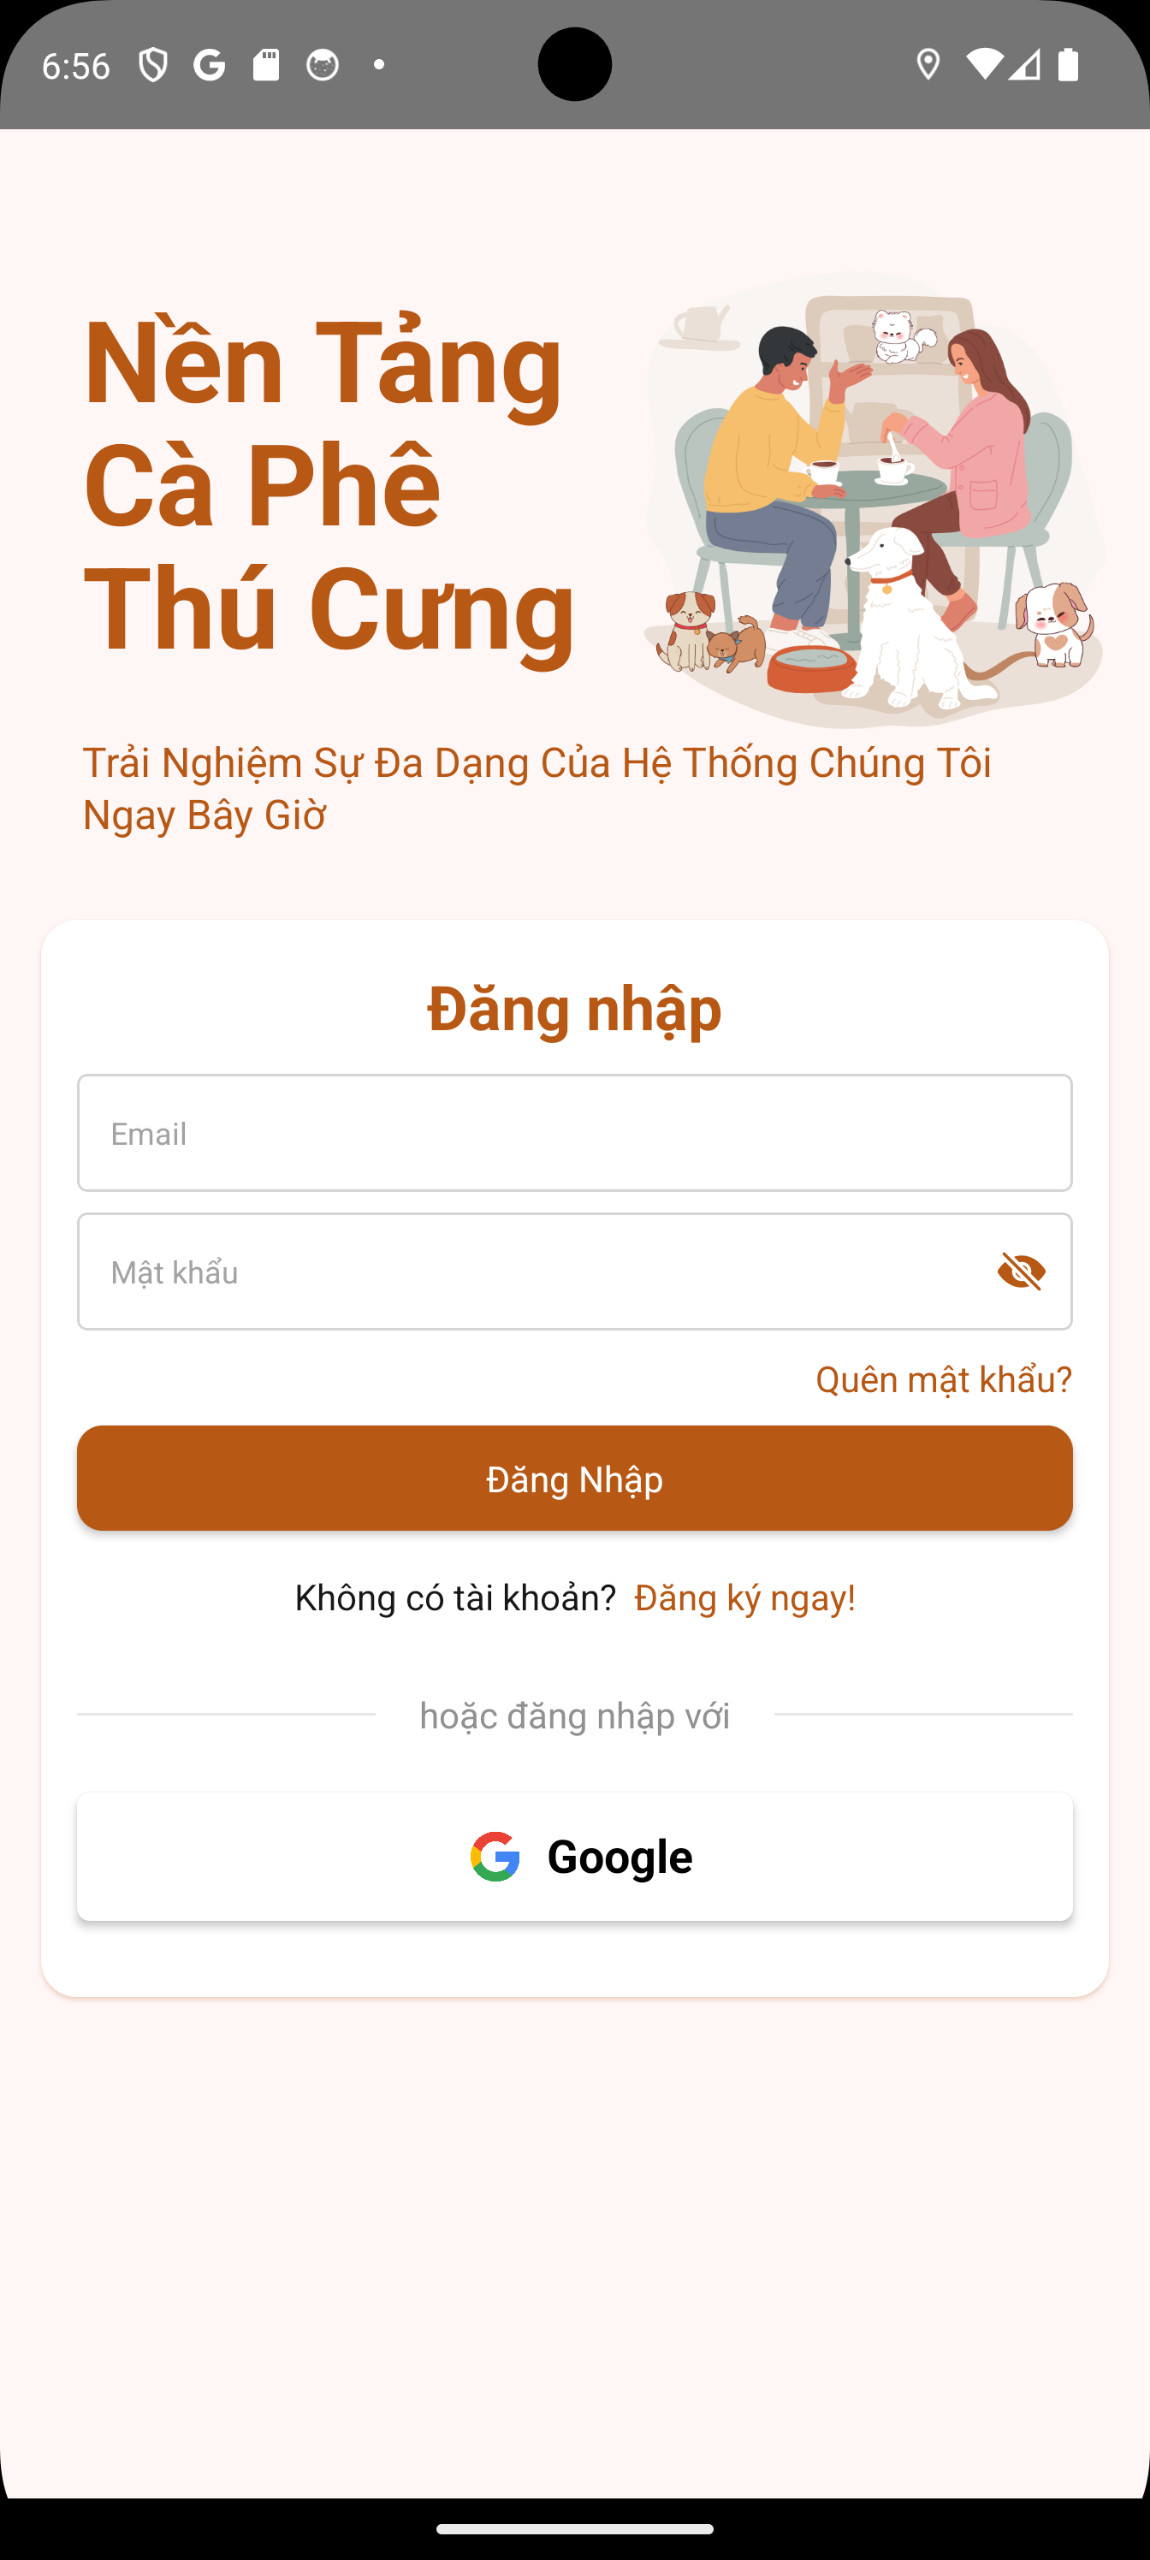 6:56
Nền Tảng
Cà Phê
Thú Cưng
Trải Nghiệm Sự Đa Dạng Của Hệ Thống Chúng Tôi
Ngay Bây Giờ
Đăng nhập
Email
Mật khẩu
Quên mật khẩu?
Đăng Nhập
Không có tài khoản? Đăng ký ngay!
hoặc đăng nhập với
Google